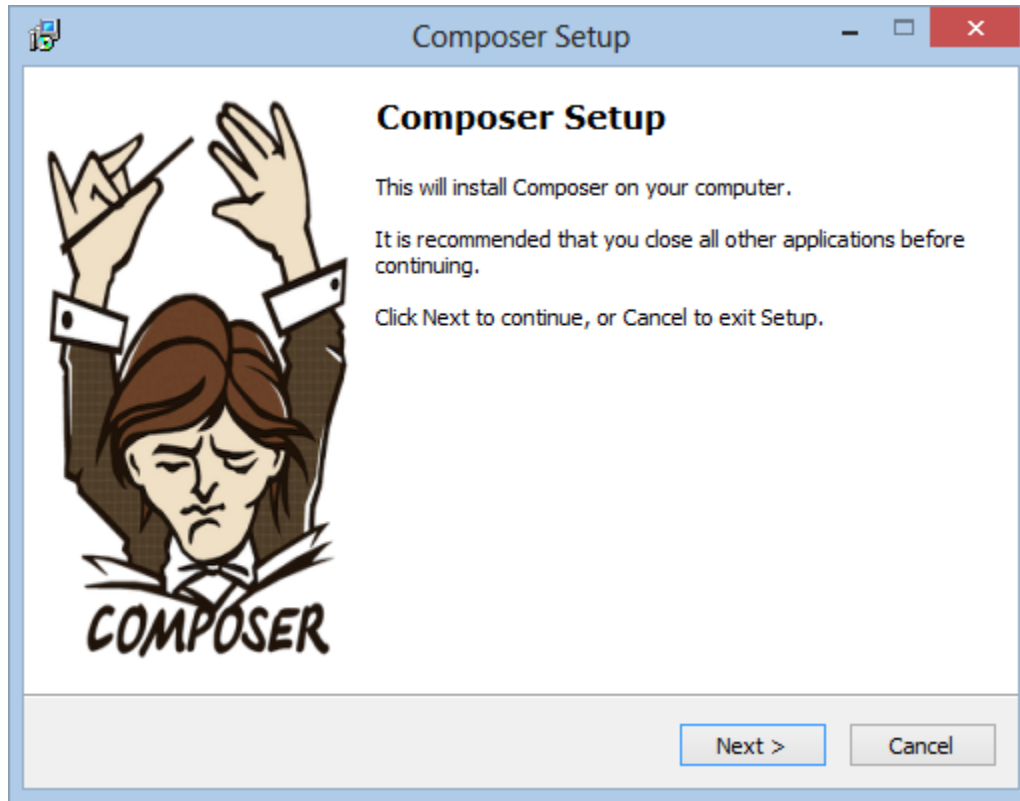 Composer Setup
Composer Setup
This will install Composer on your computer.
It is recommended that you close all other applications before
continuing.
Click Next to continue, or Cancel to exit Setup.
COMPOSER
Next >
Cancel